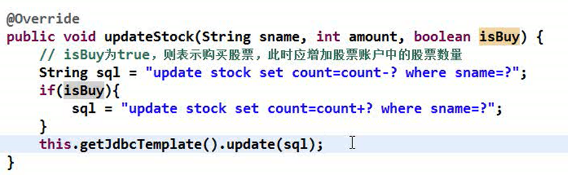 @Override
public void updateStock(String sname, int amount, boolean isBuy) {
// isBuy为true，则表示购买股票，此时应增加股票账户中的股票数量
String sql = "update stock set count=count-? where sname=?";
if(isBuy){
sql = "update stock set count=count+? where sname=?";
}
this.getJdbcTemplate().update(sql);
}